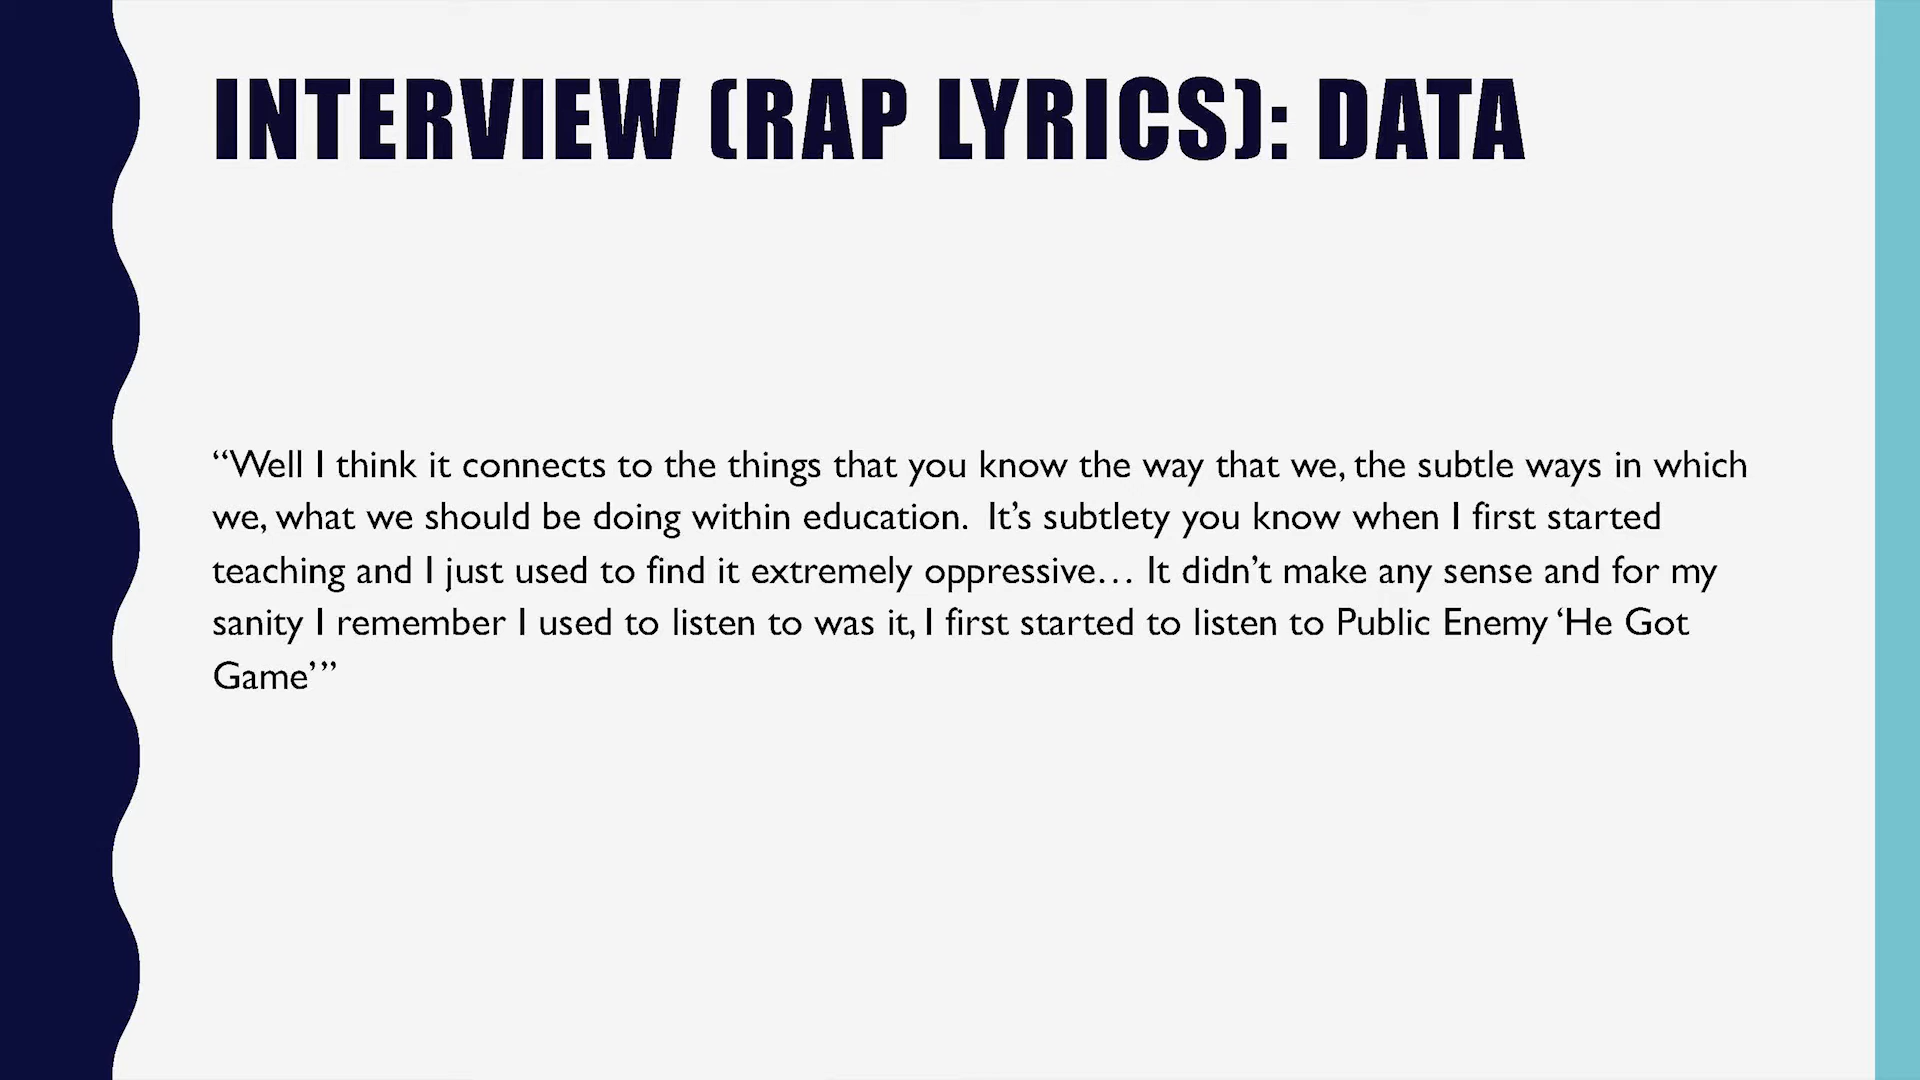 INTERVIEW (RAP LYRICS): DATA
“Well I think it connects to the things that you know the way that we, the subtle ways in which
we, what we should be doing within education.  It’s subtlety you know when I first started
teaching and I just used to find it extremely oppressive… It didn’t make any sense and for my
sanity I remember I used to listen to was it, I first started to listen to Public Enemy ‘He Got
Game’”